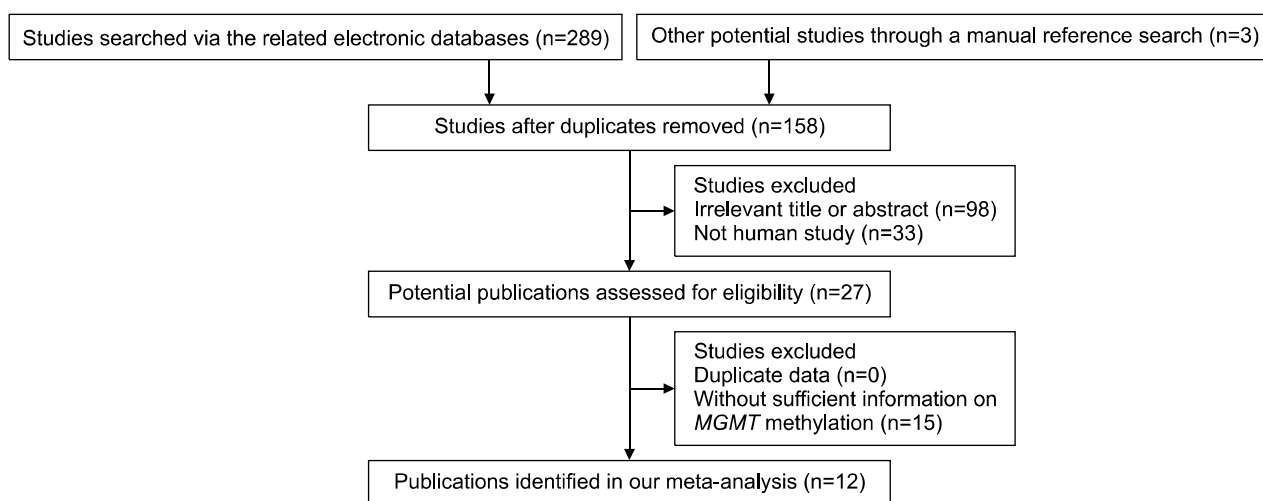 Studies searched via the related electronic databases (n=289)
Other potential studies through a manual reference search (n=3)
Studies after duplicates removed (n=158)
Studies excluded
Irrelevant title or abstract (n=98)
Not human study (n=33)
Potential publications assessed for eligibility (n=27)
Studies excluded
Duplicate data (n=0)
Without sufficient information on
MGMT methylation (n=15)
Publications identified in our meta-analysis (n=12)